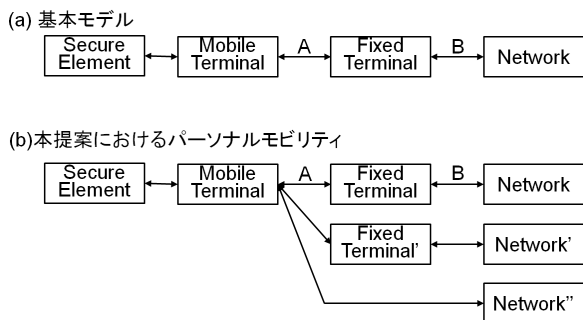 (a) 基本モデル
Secure
Element
Mobile
Terminal
A
Fixed
Terminal
B
Network
(b)本提案におけるパーソナルモビリティ
Secure
Element
Mobile
Terminal
A
Fixed
Terminal
B
Network
Fixed
Terminal'
Network'
Network''